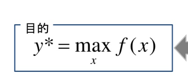 目的
y* = max f(x)
x